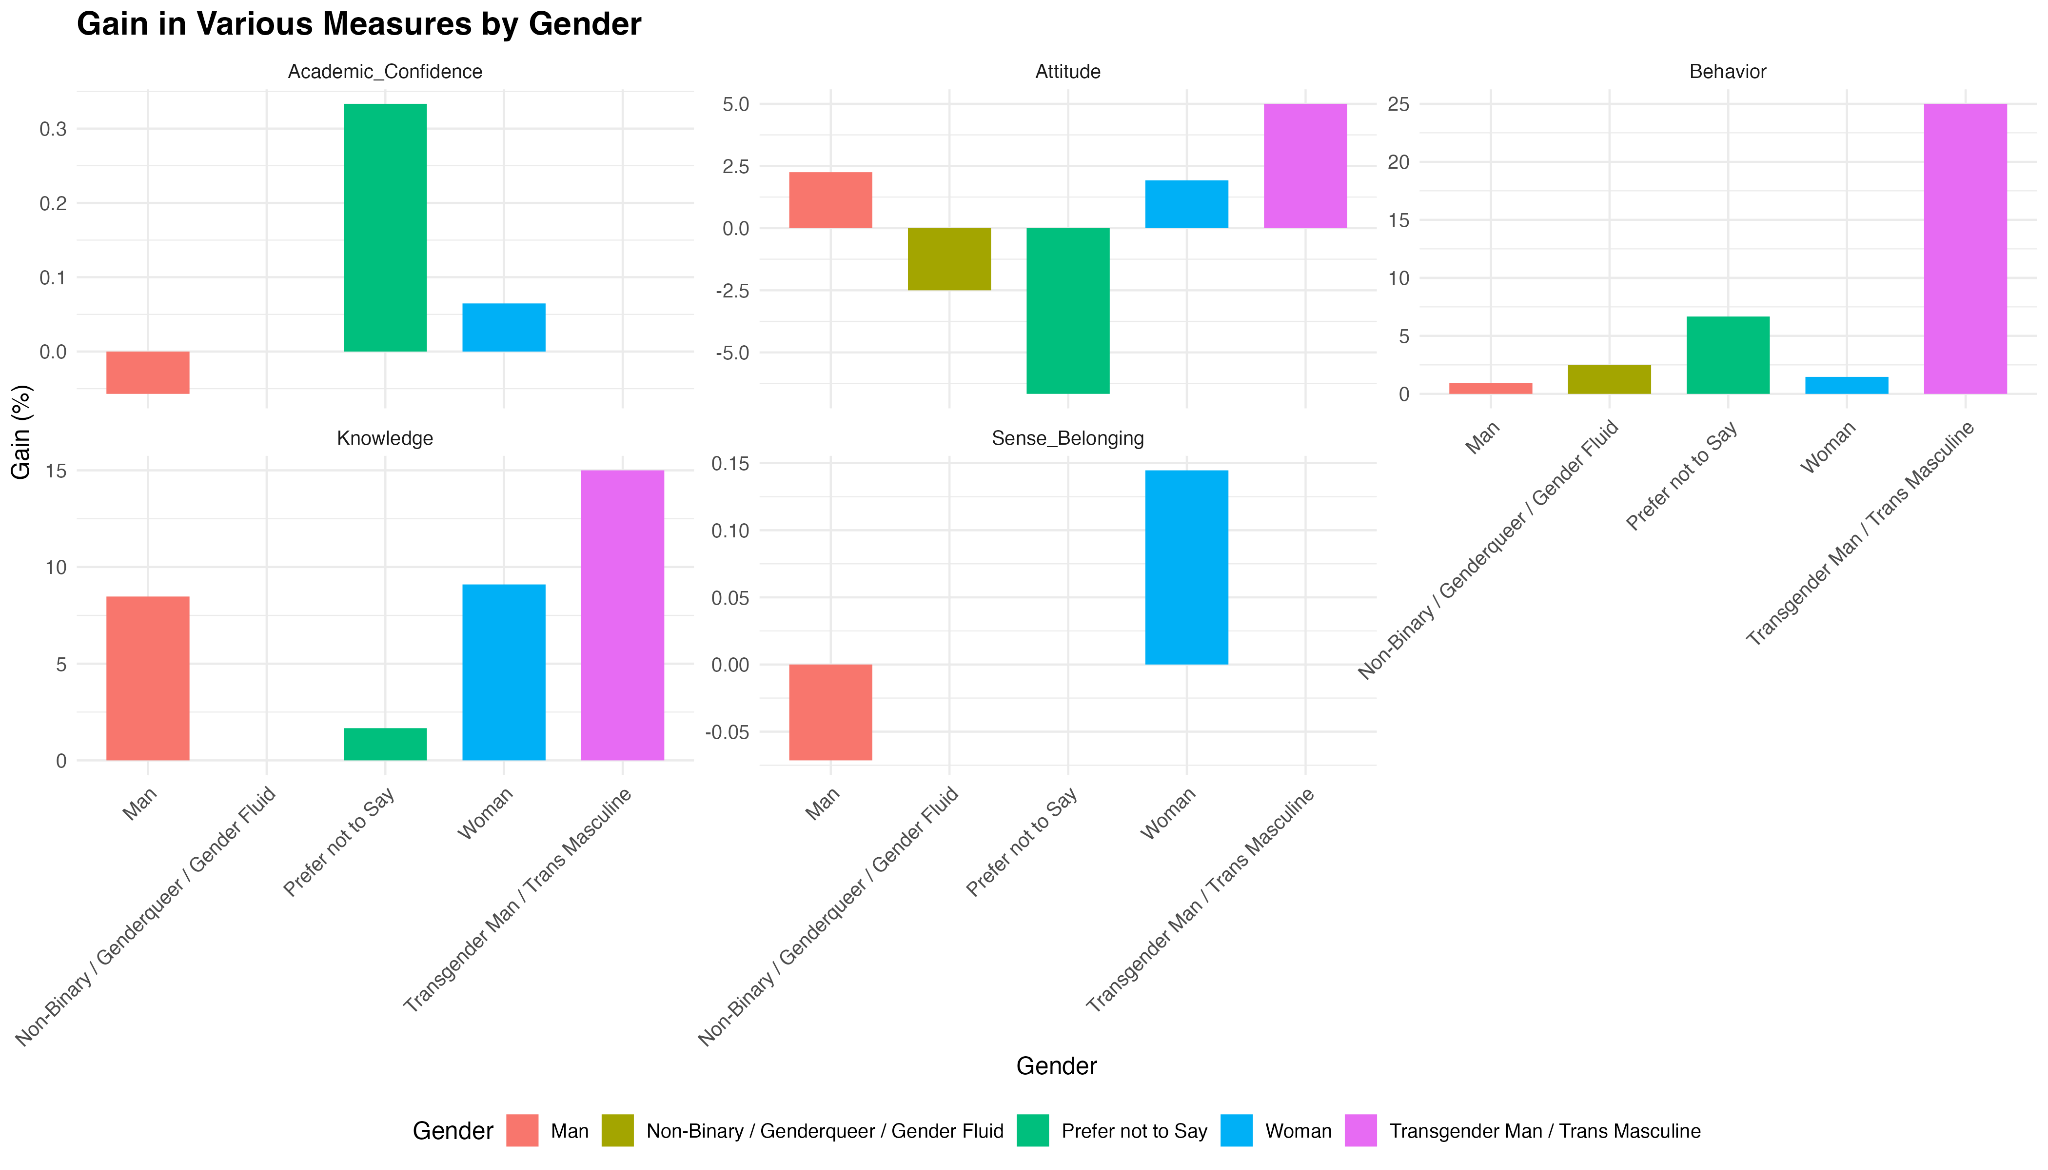 Gain in Various Measures by Gender
Academic_Confidence
0.3
0.2
0.1
0.0
Attitude
5.0
2.5
0.0
-2.5
-5.0
Behavior
25
20
15
10
5
0
Man
Non-Binary / Genderqueer / Gender Fluid
Prefer not to Say
Woman
Transgender Man / Trans Masculine
Gain (%)
Knowledge
15
10
5
0
Man
Non-Binary / Genderqueer / Gender Fluid
Prefer not to Say
Woman
Transgender Man / Trans Masculine
Sense_Belonging
0.15
0.10
0.05
0.00
-0.05
Man
Non-Binary / Genderqueer / Gender Fluid
Prefer not to Say
Woman
Transgender Man / Trans Masculine
Gender
Gender Man Non-Binary / Genderqueer / Gender Fluid Prefer not to Say Woman Transgender Man / Trans Masculine